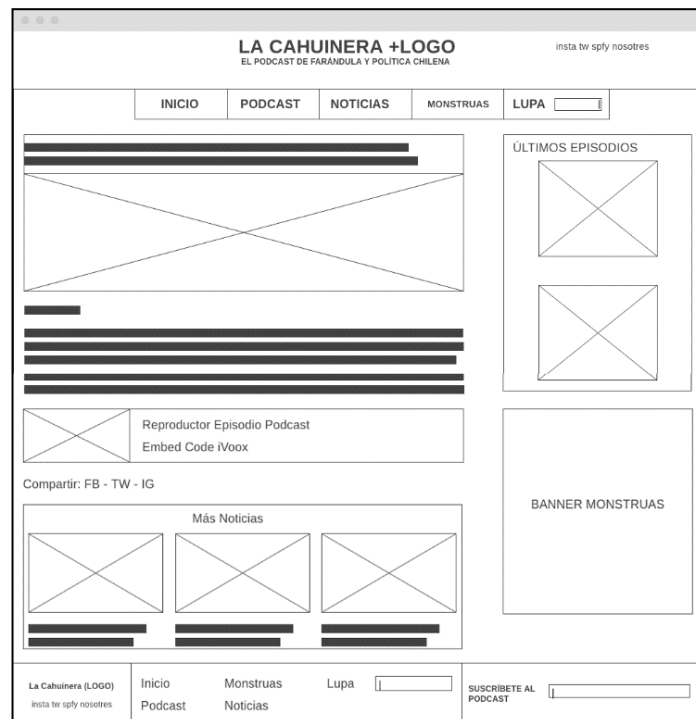 LA CAHUINERA +LOGO
EL PODCAST DE FARÁNDULA Y POLÍTICA CHILENA
insta tw spfy nosotres
INICIO
PODCAST
NOTICIAS
MONSTRUAS
LUPA
ÚLTIMOS EPISODIOS
Reproductor Episodio Podcast
Embed Code iVoox
Compartir: FB - TW - IG
BANNER MONSTRUAS
Más Noticias
La Cahuinera (LOGO)
insta tw spfy nosotres
Inicio
Monstruas
Lupa
Podcast
Noticias
SUSCRÍBETE AL
PODCAST